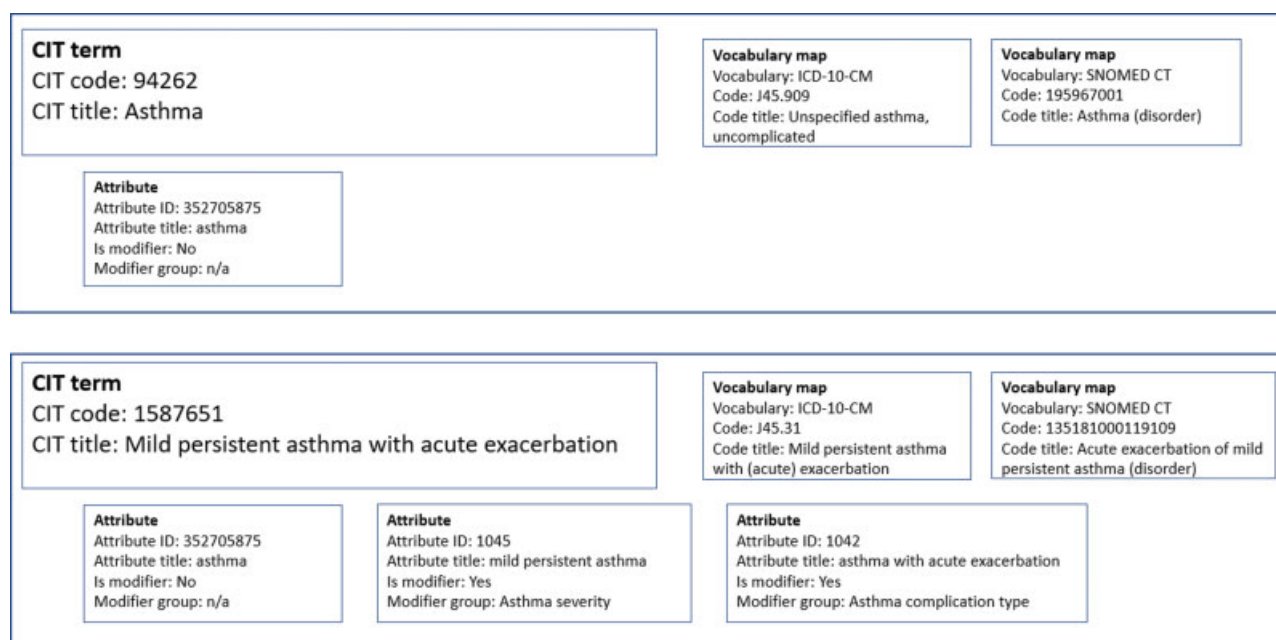 CIT term
CIT code: 94262
CIT title: Asthma
Vocabulary map
Vocabulary: ICD-10-CM
Code: J45.909
Code title: Unspecified asthma,
uncomplicated
Vocabulary map
Vocabulary: SNOMED CT
Code: 195967001
Code title: Asthma (disorder)
Attribute
Attribute ID: 352705875
Attribute title: asthma
Is modifier: No
Modifier group: n/a
CIT term
CIT code: 1587651
CIT title: Mild persistent asthma with acute exacerbation
Vocabulary map
Vocabulary: ICD-10-CM
Code: J45.31
Code title: Mild persistent asthma
with (acute) exacerbation
Vocabulary map
Vocabulary: SNOMED CT
Code: 135181000119109
Code title: Acute exacerbation of mild
persistent asthma (disorder)
Attribute
Attribute ID: 352705875
Attribute title: asthma
Is modifier: No
Modifier group: n/a
Attribute
Attribute ID: 1045
Attribute title: mild persistent asthma
Is modifier: Yes
Modifier group: Asthma severity
Attribute
Attribute ID: 1042
Attribute title: asthma with acute exacerbation
Is modifier: Yes
Modifier group: Asthma complication type